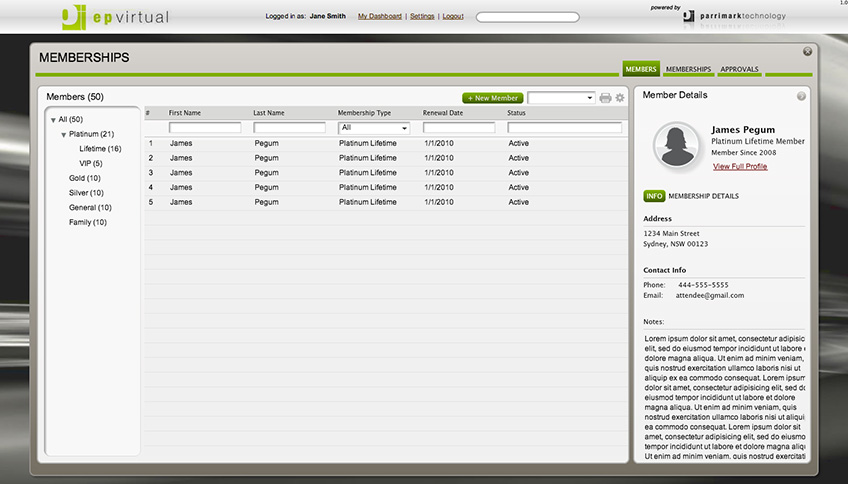 1.0
epvirtual
Logged in as: Jane Smith My Dashboard | Settings | Logout
powered by
parrimarktechnology
MEMBERSHIPS
MEMBERS MEMBERSHIPS APPROVALS
Members (50)
+ New Member
All (50)
Platinum (21)
Lifetime (16)
VIP (5)
Gold (10)
Silver (10)
General (10)
Family (10)
# First Name Last Name Membership Type Renewal Date Status
All
1 James Pegum Platinum Lifetime 1/1/2010 Active
2 James Pegum Platinum Lifetime 1/1/2010 Active
3 James Pegum Platinum Lifetime 1/1/2010 Active
4 James Pegum Platinum Lifetime 1/1/2010 Active
5 James Pegum Platinum Lifetime 1/1/2010 Active
Member Details
?
James Pegum
Platinum Lifetime Member
Member Since 2008
View Full Profile
INFO MEMBERSHIP DETAILS
Address
1234 Main Street
Sydney, NSW 00123
Contact Info
Phone: 444-555-5555
Email: attendee@gmail.com
Notes:
Lorem ipsum dolor sit amet, consectetur adipisic
elit, sed do eiusmod tempor incididunt ut labore e
dolore magna aliqua. Ut enim ad minim veniam,
quis nostrud exercitation ullamco laboris nisi ut
aliquip ex ea commodo consequat. Lorem ipsum
dolor sit amet, consectetur adipisicing elit, sed do
eiusmod tempor incididunt ut labore et dolore
magna aliqua. Ut enim ad minim veniam, quis
nostrud exercitation ullamco laboris nisi ut aliquip
ea commodo consequat. Lorem ipsum dolor sit
amet, consectetur adipisicing elit, sed do eiusmod
tempor incididunt ut labore et dolore magna aliqua.
Ut enim ad minim veniam, quis nostrud exercitati